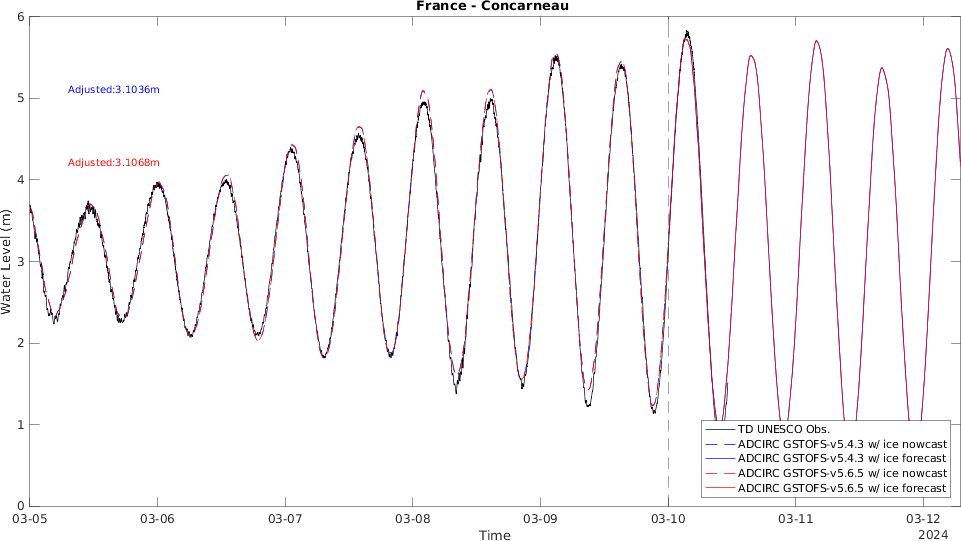 France - Concarneau
Adjusted:3.1036m
Adjusted:3.1068m
Water Level (m)
6
5
4
3
2
1
0
03-05 03-06 03-07 03-08 03-09 03-10 03-11 03-12
Time
2024
TD UNESCO Obs.
ADCIRC GSTOFS-v5.4.3 w/ ice nowcast
ADCIRC GSTOFS-v5.4.3 w/ ice forecast
ADCIRC GSTOFS-v5.6.5 w/ ice nowcast
ADCIRC GSTOFS-v5.6.5 w/ ice forecast